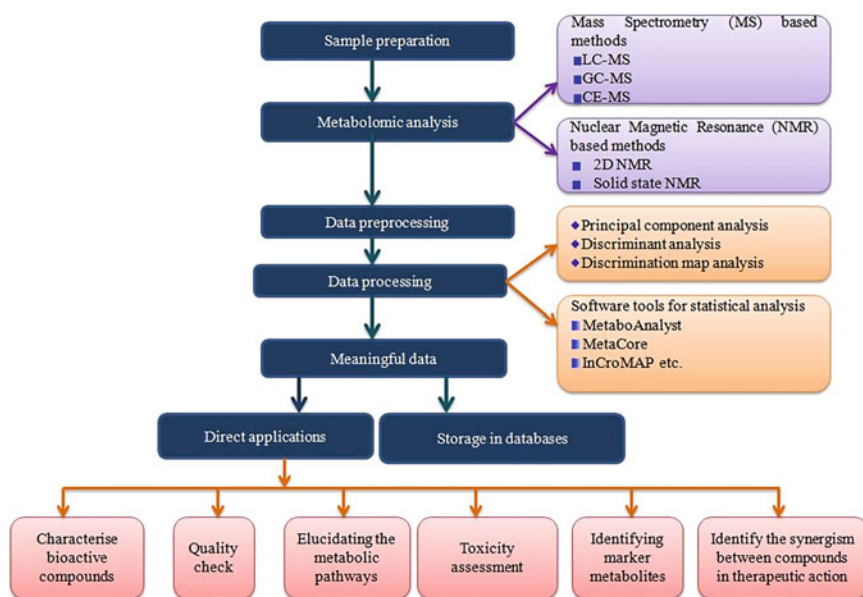 Sample preparation
Mass Spectrometry (MS) based
methods
LC-MS
GC-MS
CE-MS
Metabolomic analysis
Nuclear Magnetic Resonance (NMR)
based methods
2D NMR
Solid state NMR
Data preprocessing
Principal component analysis
Discriminant analysis
Discrimination map analysis
Data processing
Software tools for statistical analysis
MetaboAnalyst
MetaCore
InCroMAP etc.
Meaningful data
Direct applications
Storage in databases
Characterise
bioactive
compounds
Quality
check
Elucidating the
metabolic
pathways
Toxicity
assessment
Identifying
marker
metabolites
Identify the synergism
between compounds
in therapeutic action